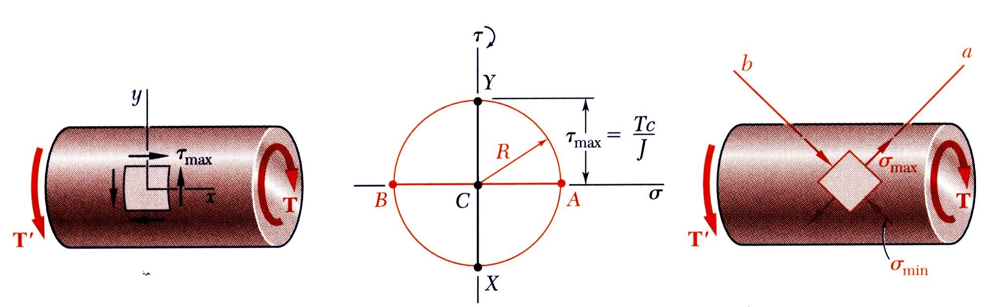 y
τmax
x
T
T′
τ
Y
τmax = Tc/J
R
B
C
A
σ
X
b
a
σmax
T
T′
σmin